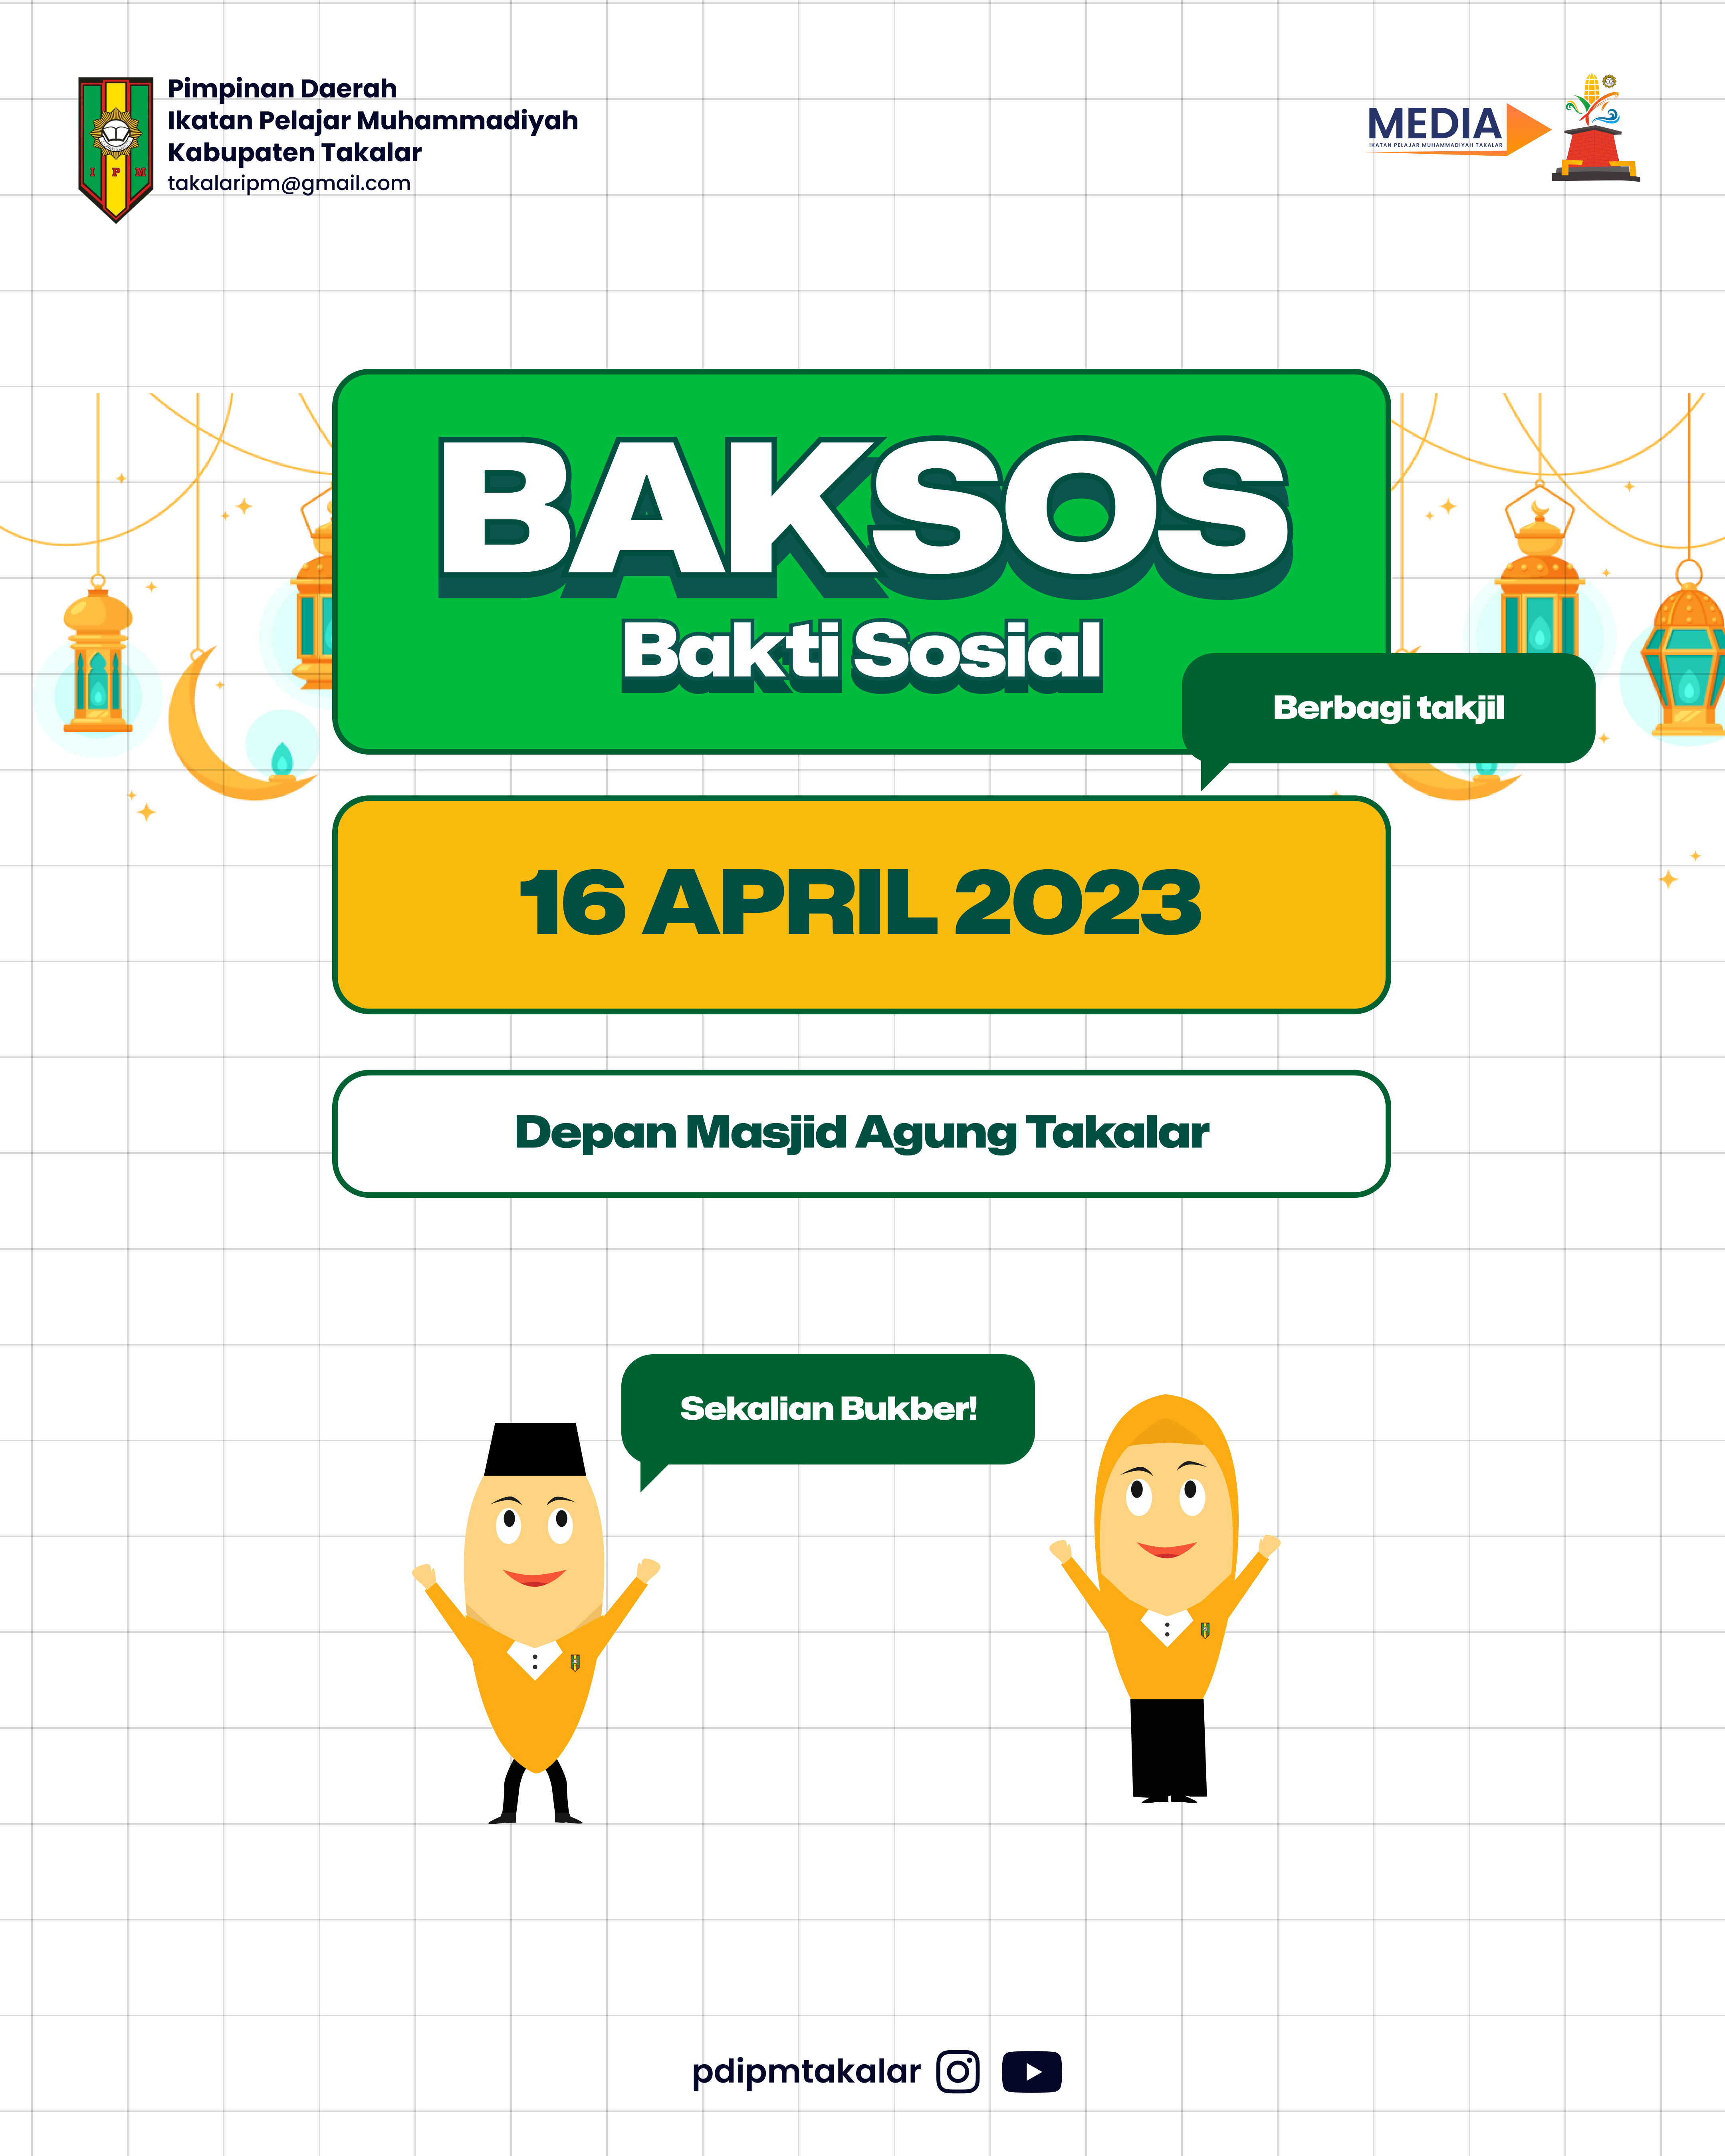 Pimpinan Daerah
Ikatan Pelajar Muhammadiyah
Kabupaten Takalar
takalaripm@gmail.com
I P M
MEDIA
IKATAN PELAJAR MUHAMMADIYAH TAKALAR
BAKSOS
Bakti Sosial
Berbagi takjil
16 APRIL 2023
Depan Masjid Agung Takalar
Sekalian Bukber!
pdipmtakalar